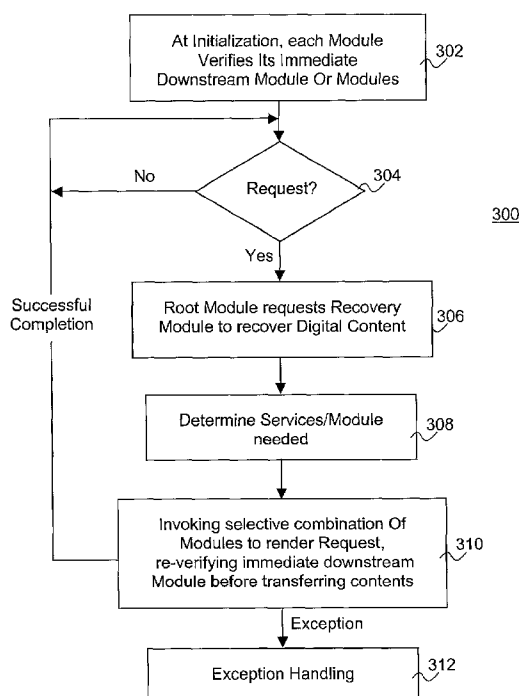 At Initialization, each Module
Verifies Its Immediate
Downstream Module Or Modules
302
No
Request?
304
300
Yes
Successful
Completion
Root Module requests Recovery
Module to recover Digital Content
306
Determine Services/Module
needed
308
Invoking selective combination Of
Modules to render Request,
re-verifying immediate downstream
Module before transferring contents
310
Exception
Exception Handling
312